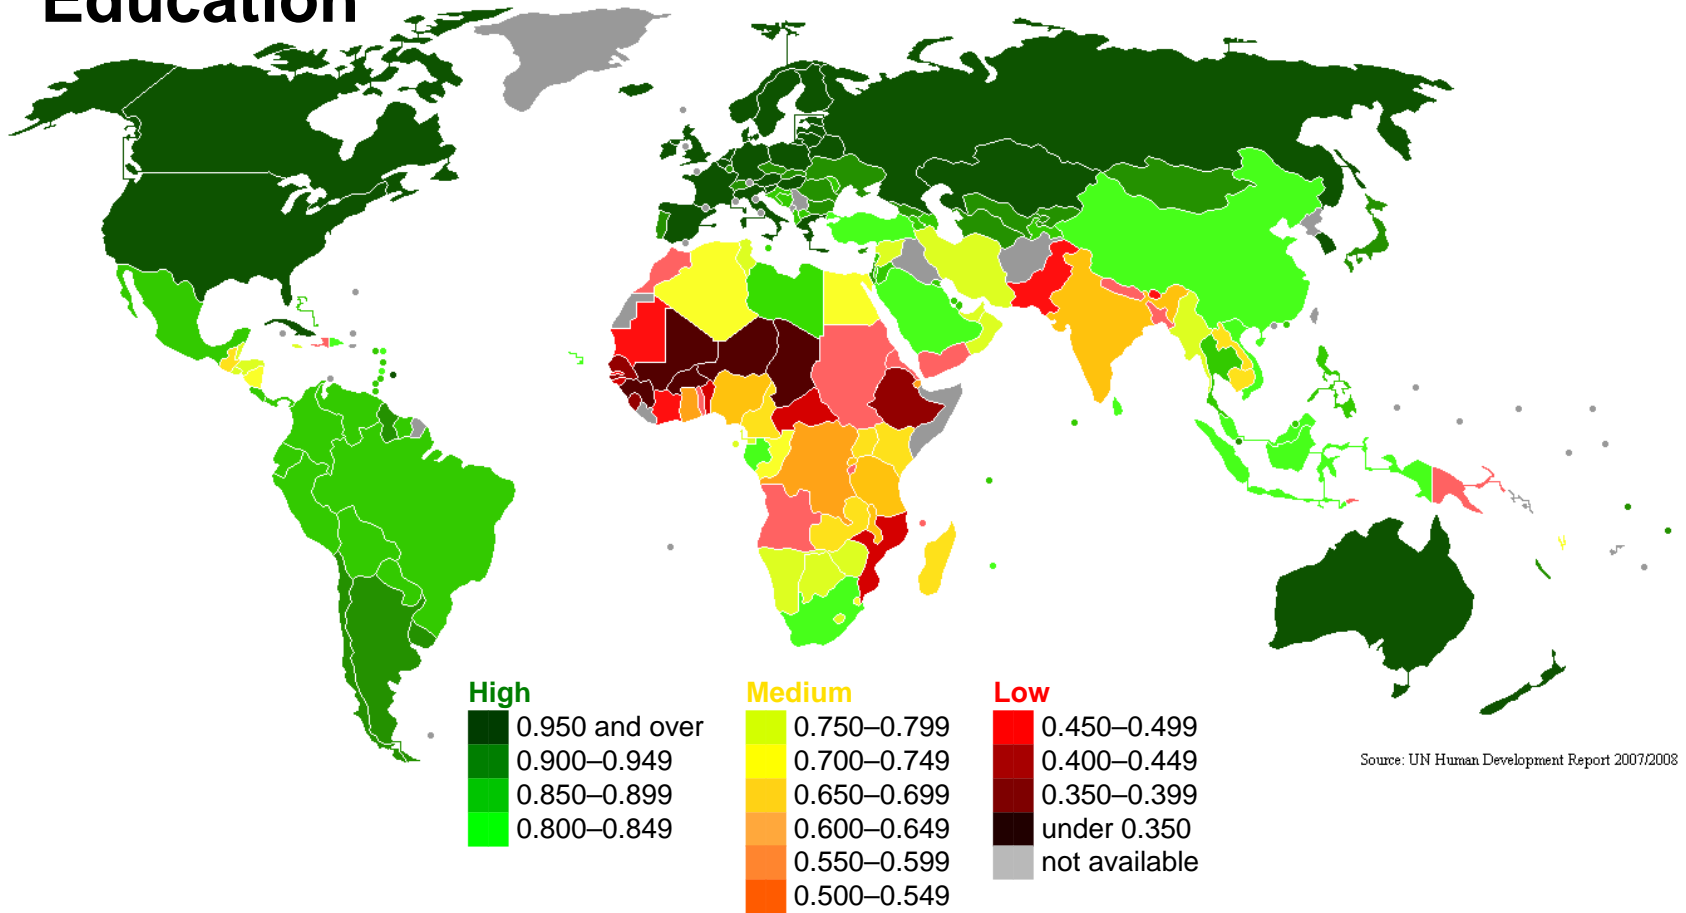 Education
High
0.950 and over
0.900–0.949
0.850–0.899
0.800–0.849
Medium
0.750–0.799
0.700–0.749
0.650–0.699
0.600–0.649
0.550–0.599
0.500–0.549
Low
0.450–0.499
0.400–0.449
0.350–0.399
under 0.350
not available
Source: UN Human Development Report 2007/2008